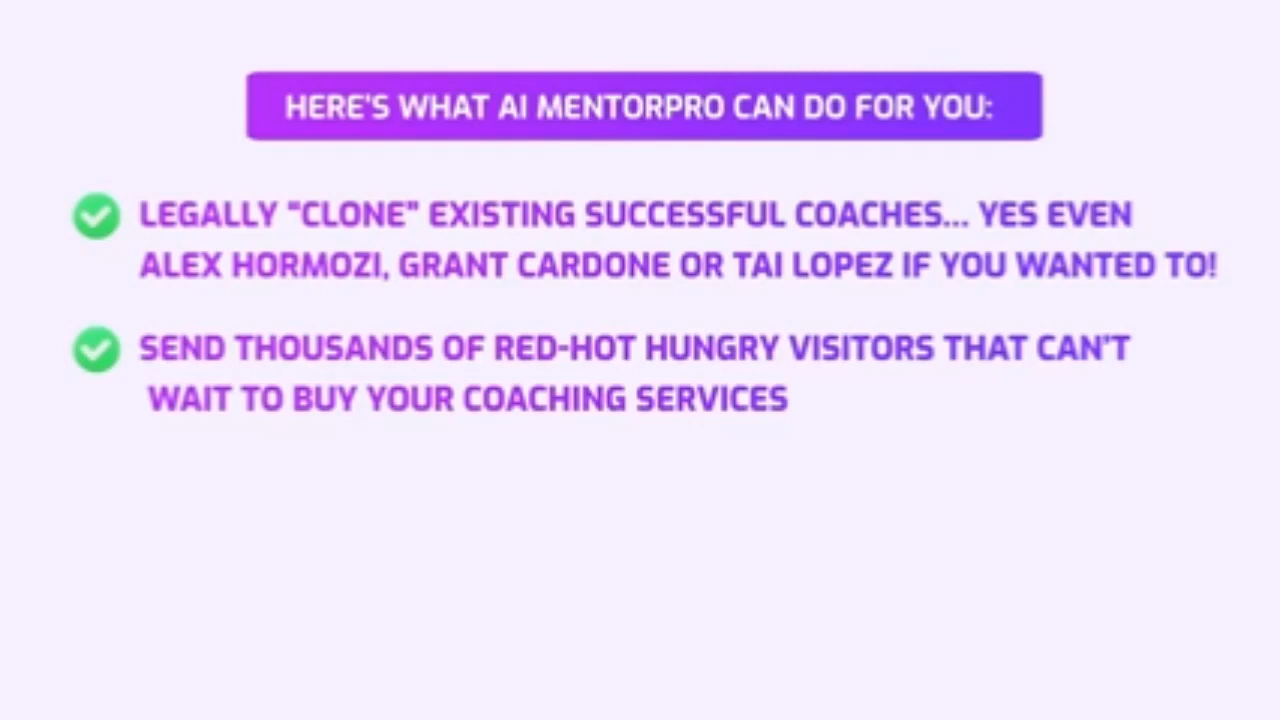 HERE'S WHAT AI MENTORPRO CAN DO FOR YOU:
LEGALLY "CLONE" EXISTING SUCCESSFUL COACHES... YES EVEN
ALEX HORMOZI, GRANT CARDONE OR TAI LOPEZ IF YOU WANTED TO!
SEND THOUSANDS OF RED-HOT HUNGRY VISITORS THAT CAN'T
WAIT TO BUY YOUR COACHING SERVICES